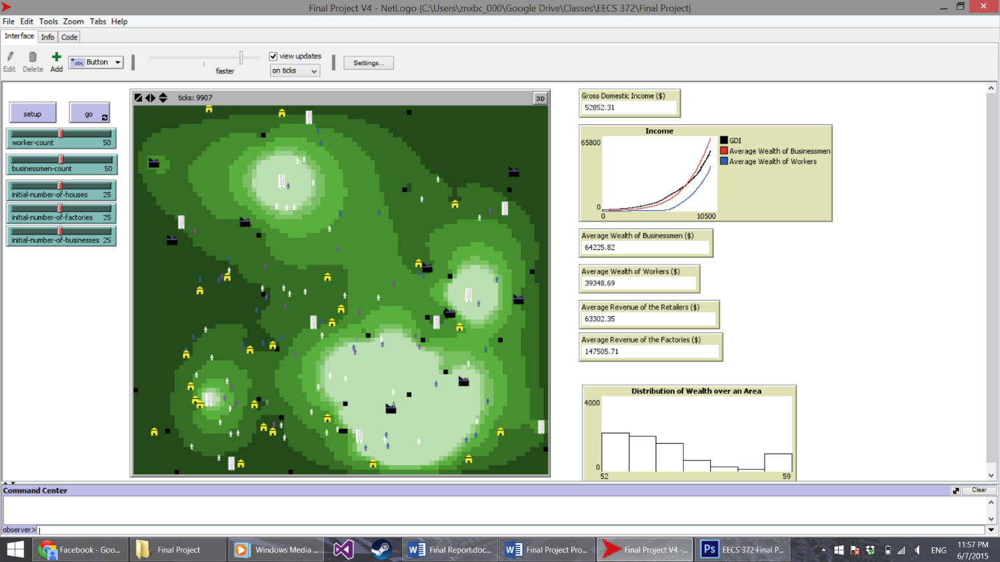 Final Project V4 - NetLogo {C:\Users\znxbc_000\Google Drive\Classes\EECS 372\Final Project}
File Edit Tools Zoom Tabs Help
Interface Info Code
Edit Delete Add
abc Button
faster
view updates
on ticks
Settings...
ticks: 9907
3D
setup
go
worker-count 50
businessmen-count 50
initial-number-of-houses 25
initial-number-of-factories 25
initial-number-of-businesses 25
Gross Domestic Income ($)
52852.31
Income
65800
0
0 10500
GDI
Average Wealth of Businessmen
Average Wealth of Workers
Average Wealth of Businessmen ($)
64225.82
Average Wealth of Workers ($)
39348.69
Average Revenue of the Retailers ($)
63302.35
Average Revenue of the Factories ($)
147505.71
Distribution of Wealth over an Area
4000
0
52 59
Command Center
Clear
observer>
Facebook - Goo...
Final Project
Windows Media ...
Final Report.doc...
Final Project Pro...
Final Project V4 -...
Ps EECS 372 Final P...
ENG
11:57 PM
6/7/2015